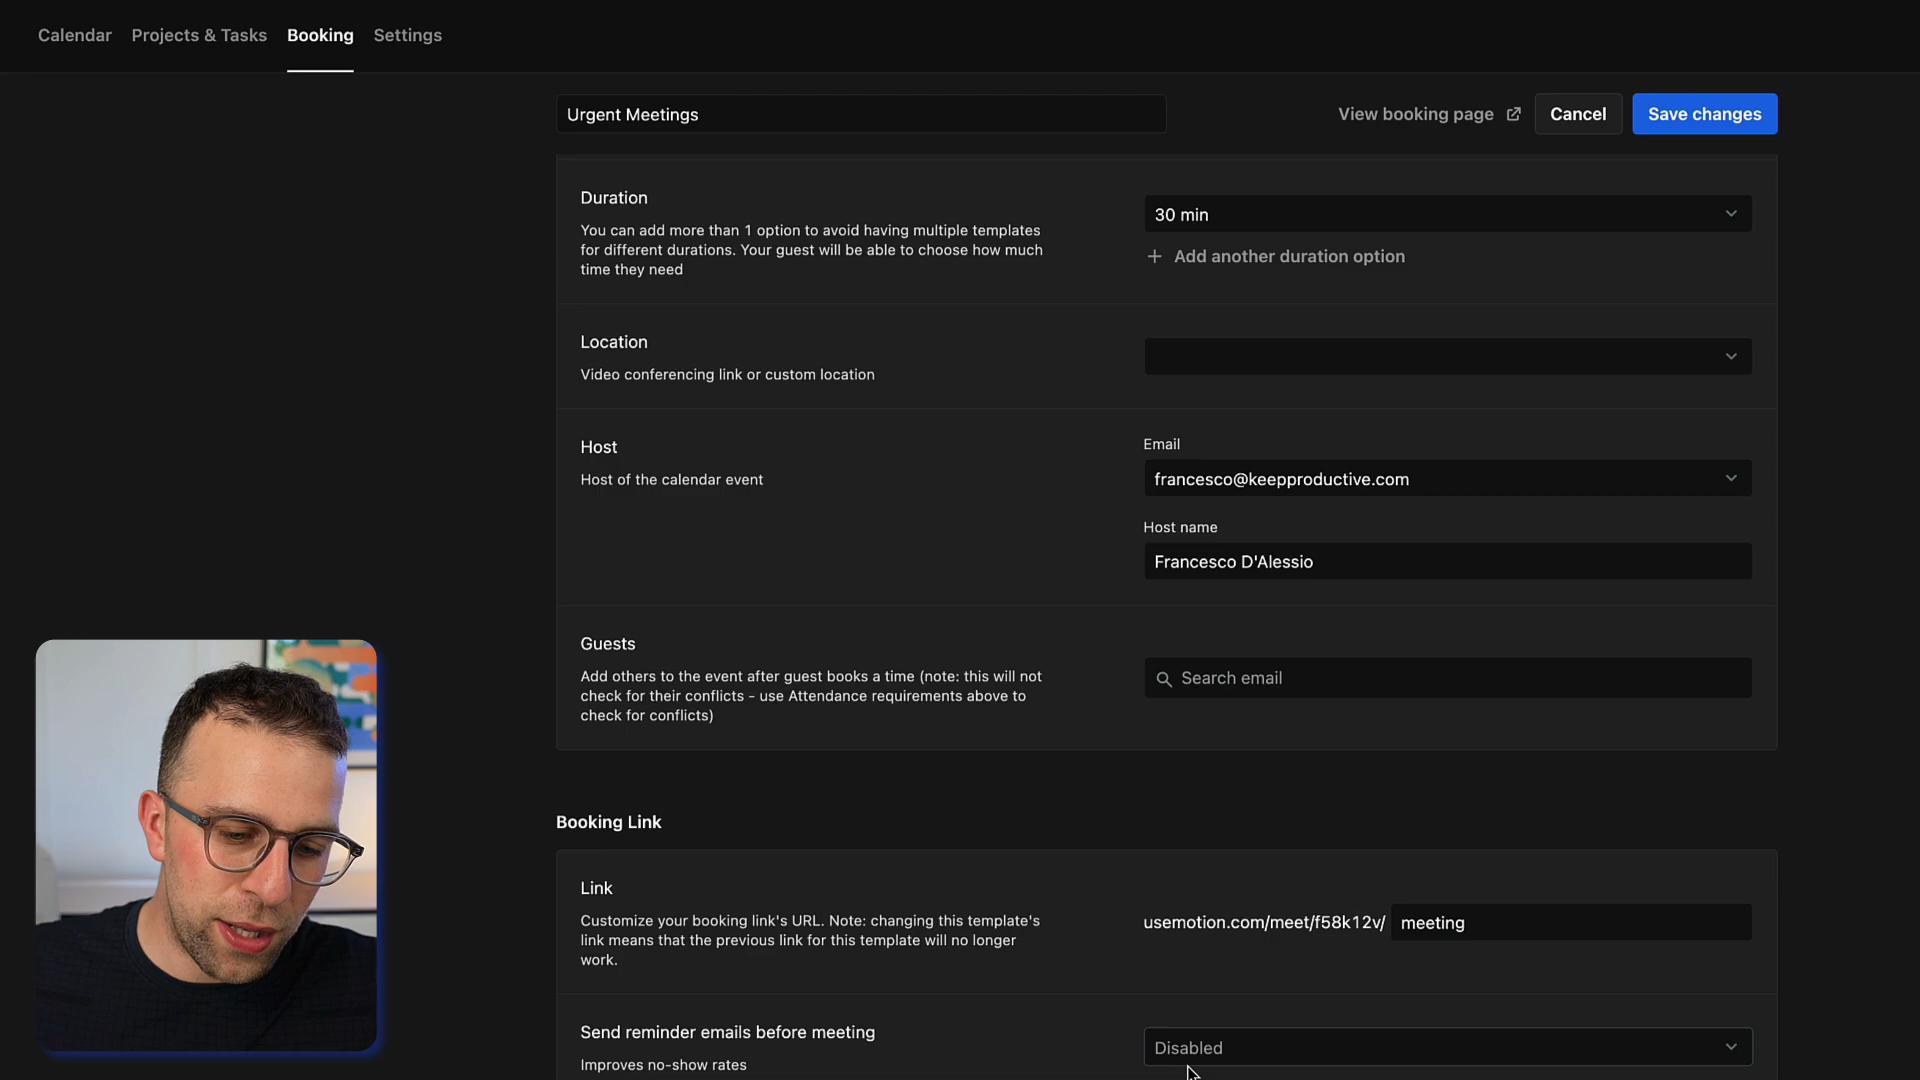 Calendar Projects & Tasks Booking Settings
Urgent Meetings
View booking page
Cancel
Save changes
Duration
You can add more than 1 option to avoid having multiple templates
for different durations. Your guest will be able to choose how much
time they need
30 min
Add another duration option
Location
Video conferencing link or custom location
Host
Host of the calendar event
Email
francesco@keepproductive.com
Host name
Francesco D'Alessio
Guests
Add others to the event after guest books a time (note: this will not
check for their conflicts - use Attendance requirements above to
check for conflicts)
Search email
Booking Link
Link
Customize your booking link's URL. Note: changing this template's
link means that the previous link for this template will no longer
work.
usemotion.com/meet/f58k12v/ meeting
Send reminder emails before meeting
Improves no-show rates
Disabled